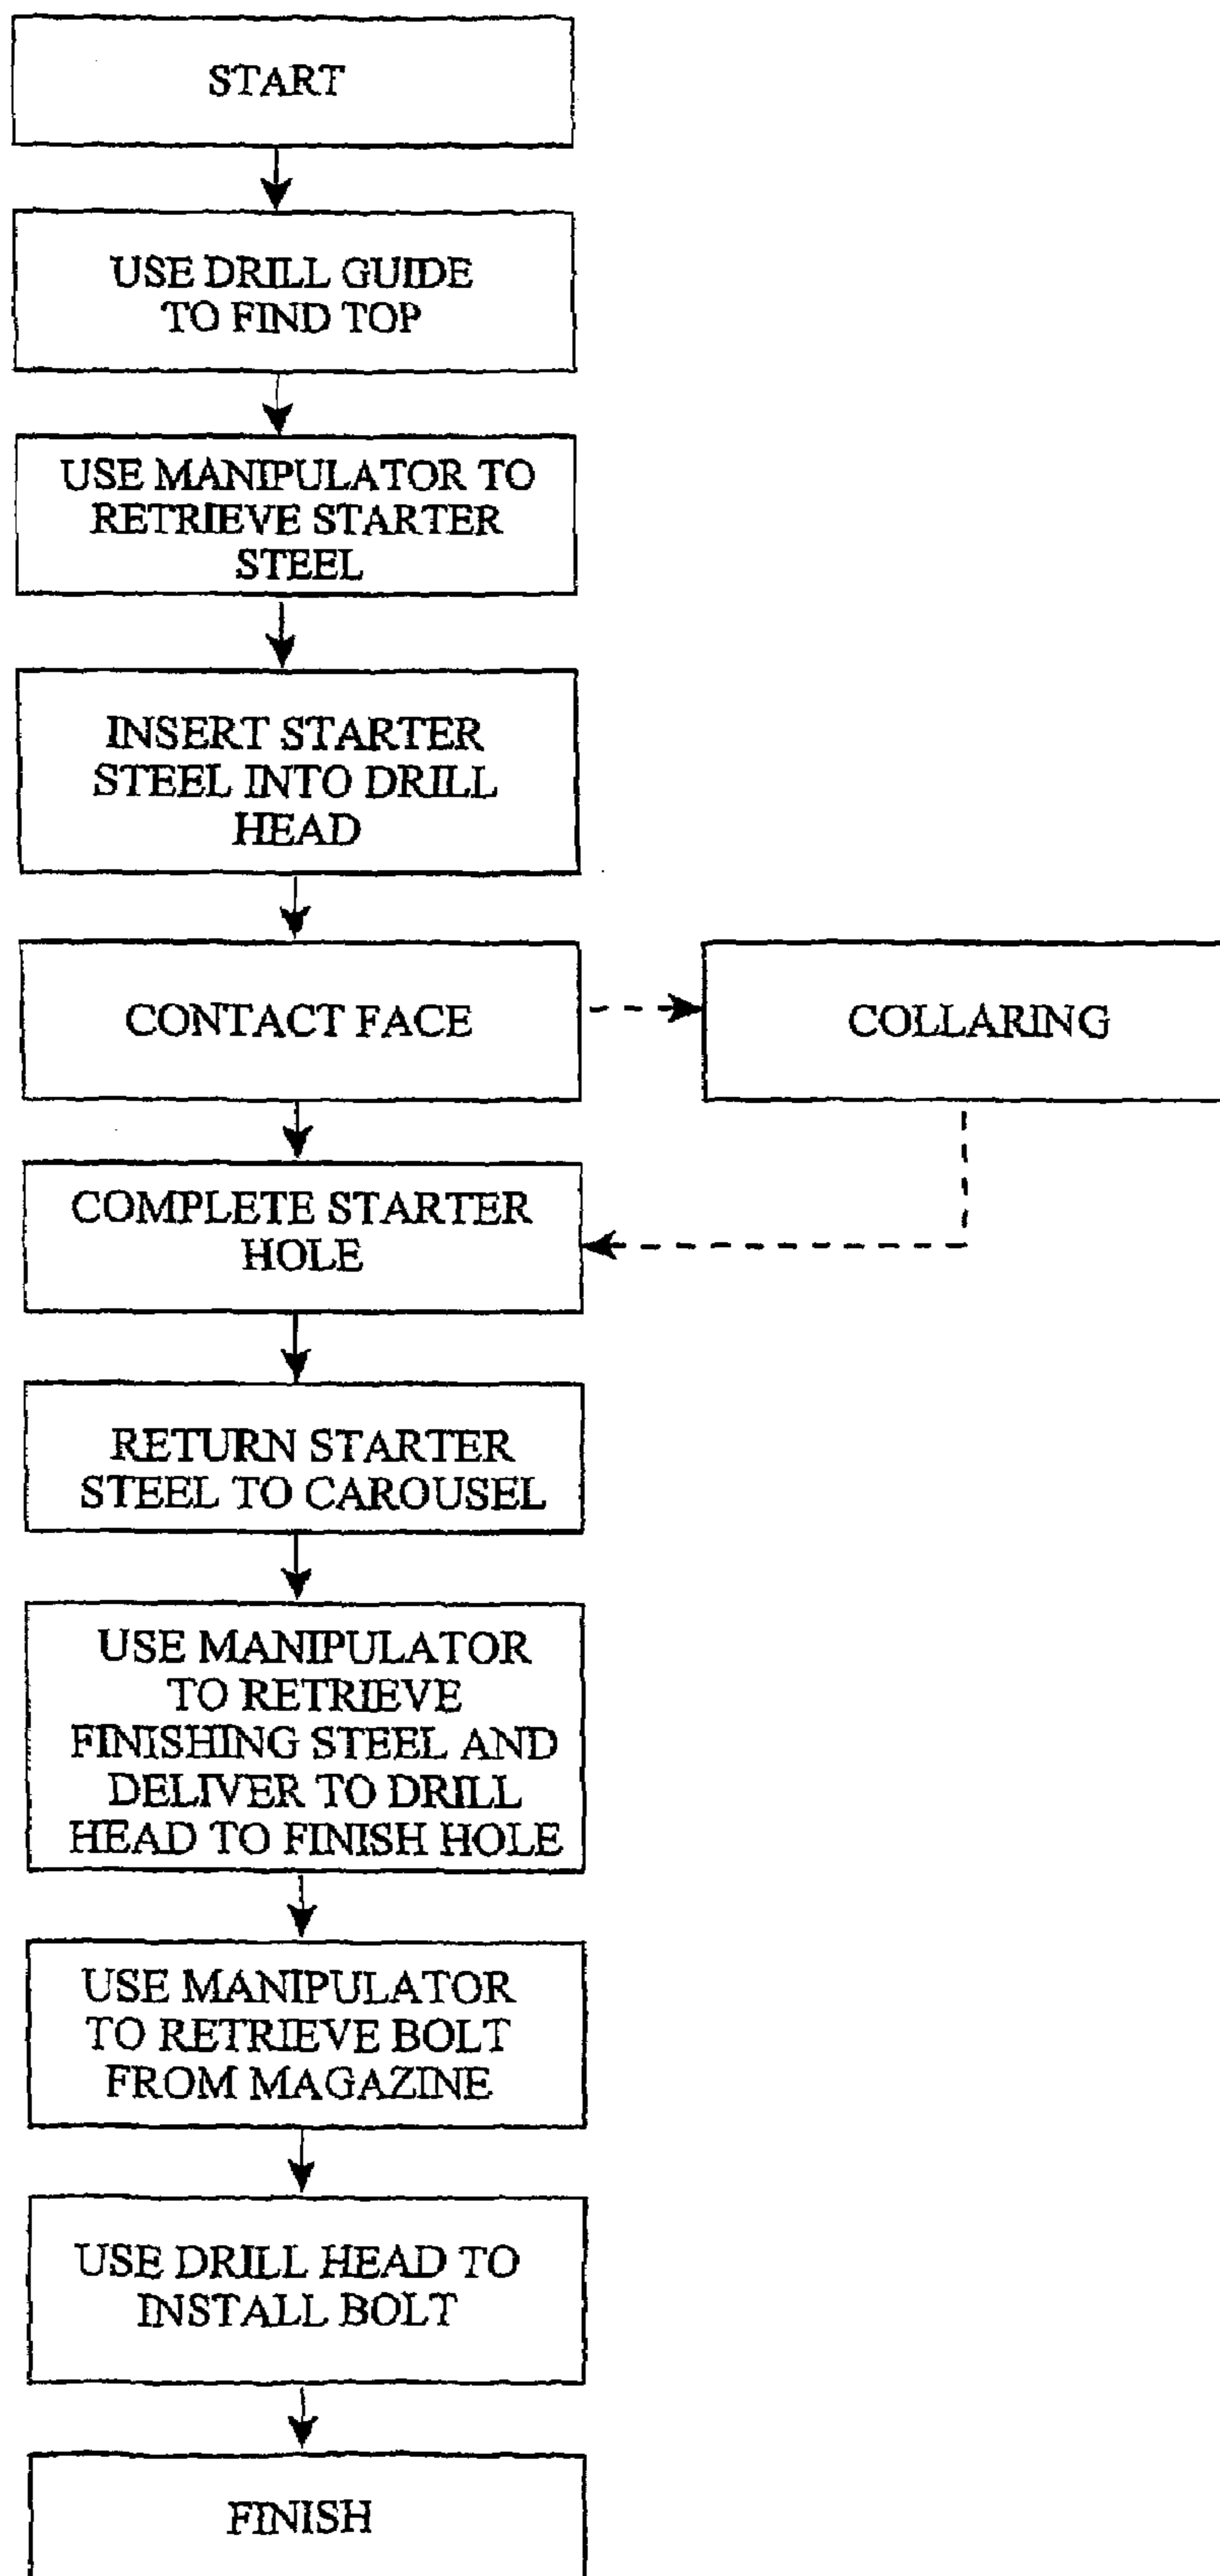 START
USE DRILL GUIDE
TO FIND TOP
USE MANIPULATOR TO
RETRIEVE STARTER
STEEL
INSERT STARTER
STEEL INTO DRILL
HEAD
CONTACT FACE
COLLARING
COMPLETE STARTER
HOLE
RETURN STARTER
STEEL TO CAROUSEL
USE MANIPULATOR
TO RETRIEVE
FINISHING STEEL AND
DELIVER TO DRILL
HEAD TO FINISH HOLE
USE MANIPULATOR
TO RETRIEVE BOLT
FROM MAGAZINE
USE DRILL HEAD TO
INSTALL BOLT
FINISH